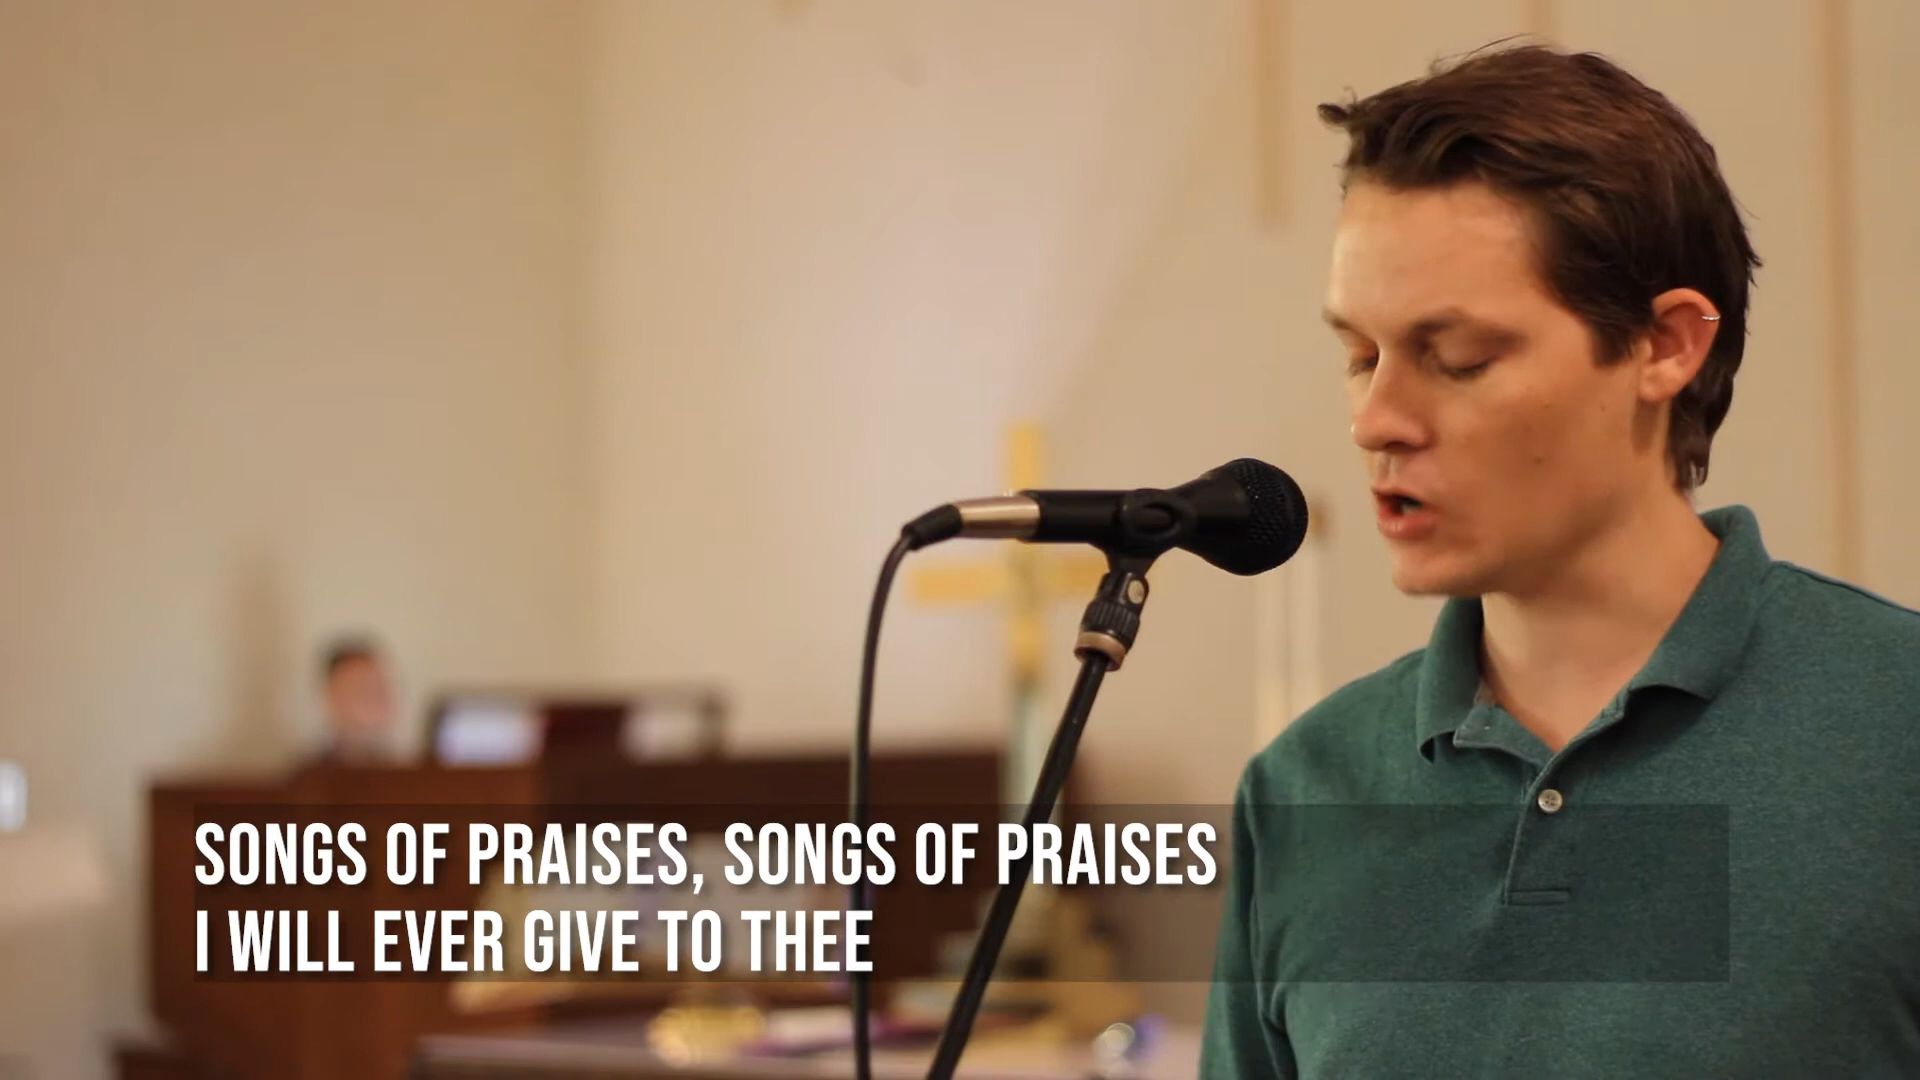 SONGS OF PRAISES, SONGS OF PRAISES
I WILL EVER GIVE TO THEE